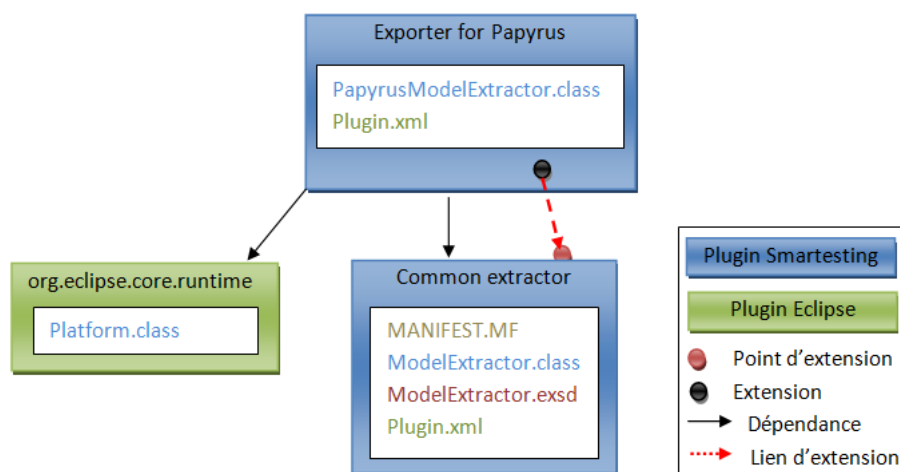 Exporter for Papyrus
PapyrusModelExtractor.class
Plugin.xml
org.eclipse.core.runtime
Platform.class
Common extractor
MANIFEST.MF
ModelExtractor.class
ModelExtractor.exsd
Plugin.xml
Plugin Smartesting
Plugin Eclipse
Point d'extension
Extension
Dépendance
Lien d'extension